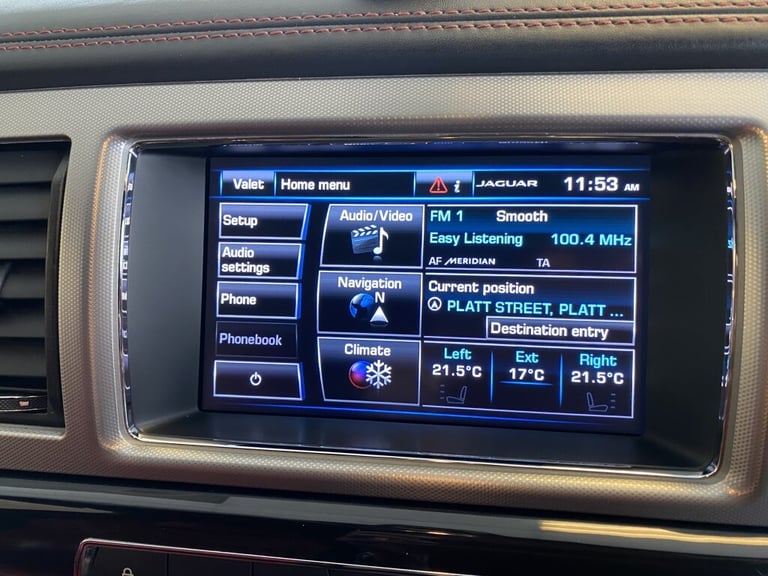 Valet Home menu i JAGUAR 11:53 AM
Setup
Audio
settings
Phone
Phonebook
Audio/Video
Navigation
N
Climate
FM 1 Smooth
Easy Listening 100.4 MHz
AF MERIDIAN TA
Current position
PLATT STREET, PLATT ...
Destination entry
Left Ext Right
21.5°C 17°C 21.5°C